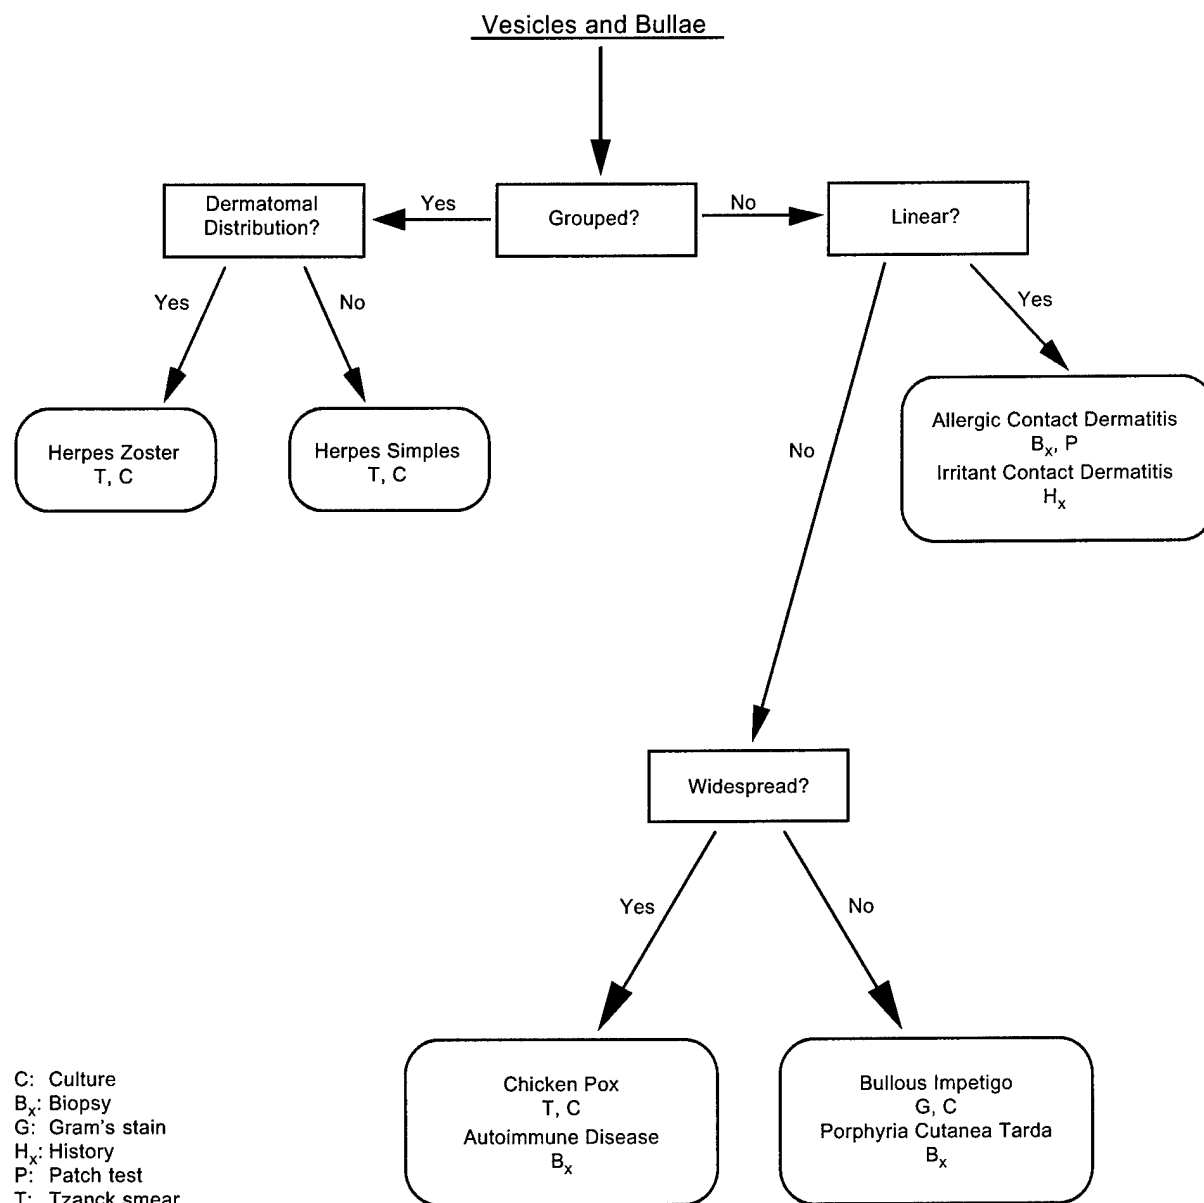 Vesicles and Bullae
Dermatomal
Distribution?
Yes
Grouped?
No
Linear?
Yes
No
Yes
Herpes Zoster
T, C
Herpes Simples
T, C
No
Allergic Contact Dermatitis
Bx, P
Irritant Contact Dermatitis
Hx
Widespread?
Yes
No
Chicken Pox
T, C
Autoimmune Disease
Bx
Bullous Impetigo
G, C
Porphyria Cutanea Tarda
Bx
C: Culture
Bx: Biopsy
G: Gram's stain
Hx: History
P: Patch test
T: Tzanck smear